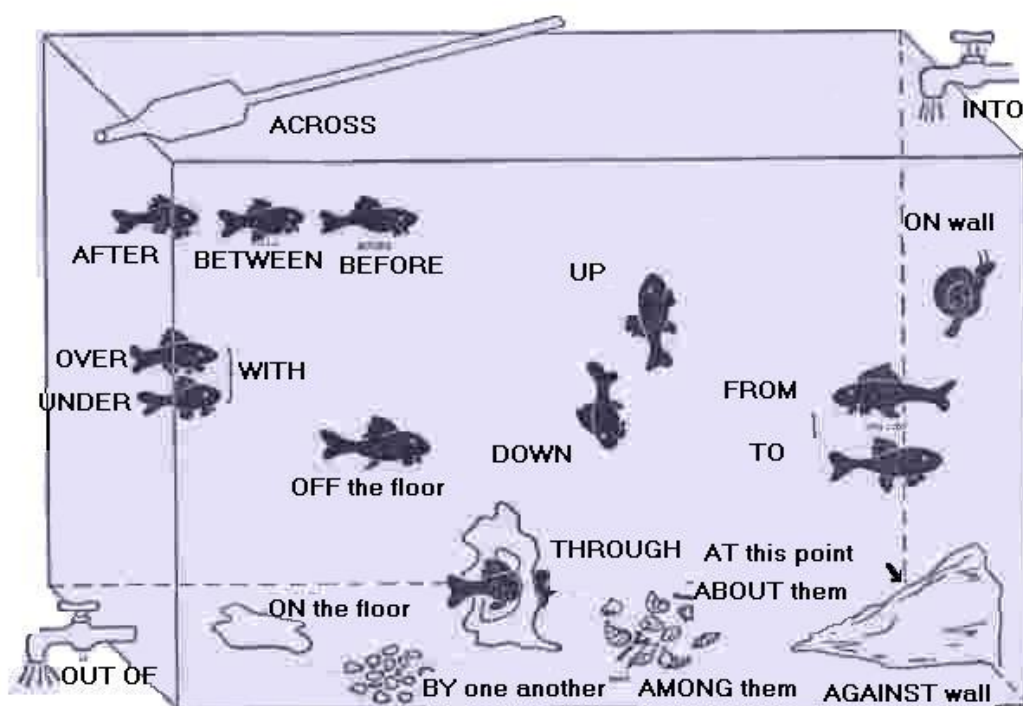 ACROSS
INTO
AFTER
BETWEEN
BEFORE
ON wall
UP
OVER
WITH
UNDER
FROM
DOWN
TO
OFF the floor
THROUGH
AT this point
ABOUT them
ON the floor
OUT OF
BY one another
AMONG them
AGAINST wall